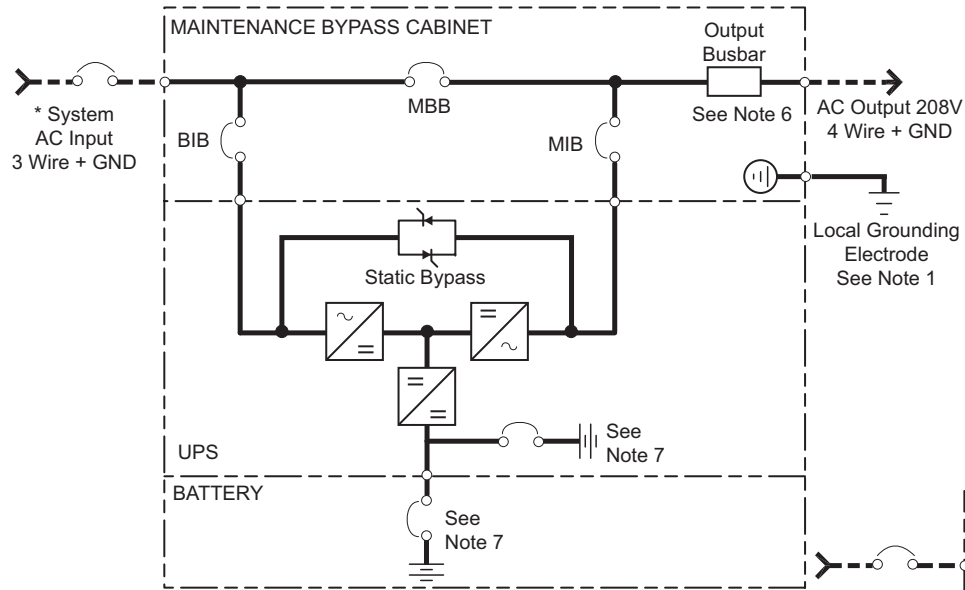 MAINTENANCE BYPASS CABINET
Output
Busbar
MBB
See Note 6
* System
AC Input
3 Wire + GND
AC Output 208V
4 Wire + GND
BIB
MIB
Local Grounding
Electrode
See Note 1
Static Bypass
See
Note 7
UPS
BATTERY
See
Note 7